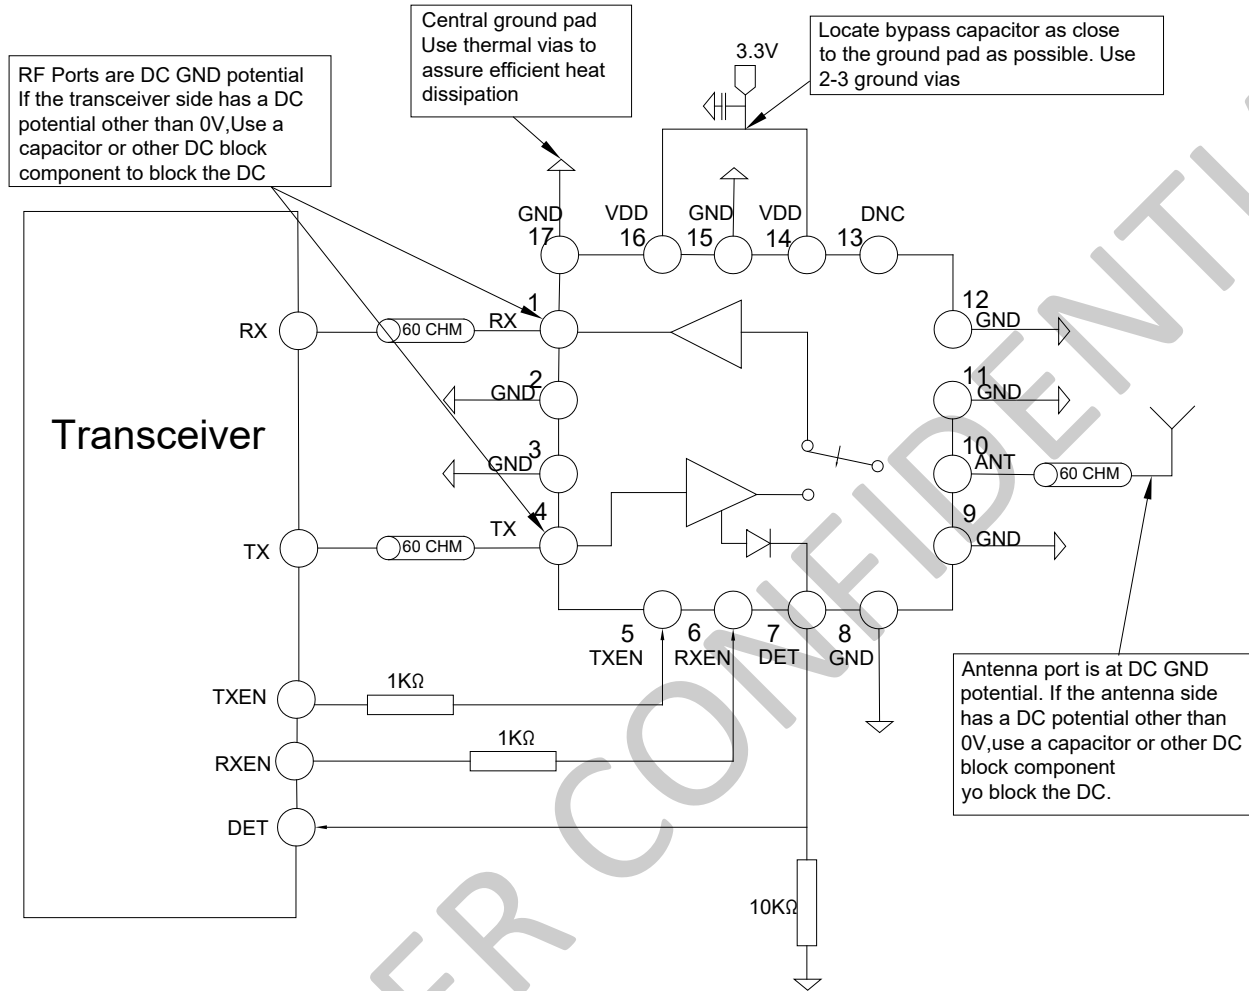 Central ground pad
Use thermal vias to
assure efficient heat
dissipation
3.3V
Locate bypass capacitor as close
to the ground pad as possible. Use
2-3 ground vias
RF Ports are DC GND potential
If the transceiver side has a DC
potential other than 0V,Use a
capacitor or other DC block
component to block the DC
GND
17
VDD
16
GND
15
VDD
14
DNC
13
12
GND
1
RX
60 CHM
RX
2
GND
11
GND
Transceiver
3
GND
10
ANT
60 CHM
4
TX
60 CHM
TX
9
GND
5
TXEN
6
RXEN
7
DET
8
GND
TXEN
1KΩ
RXEN
1KΩ
DET
10KΩ
Antenna port is at DC GND
potential. If the antenna side
has a DC potential other than
0V,use a capacitor or other DC
block component
yo block the DC.
ER CONFIDENTI